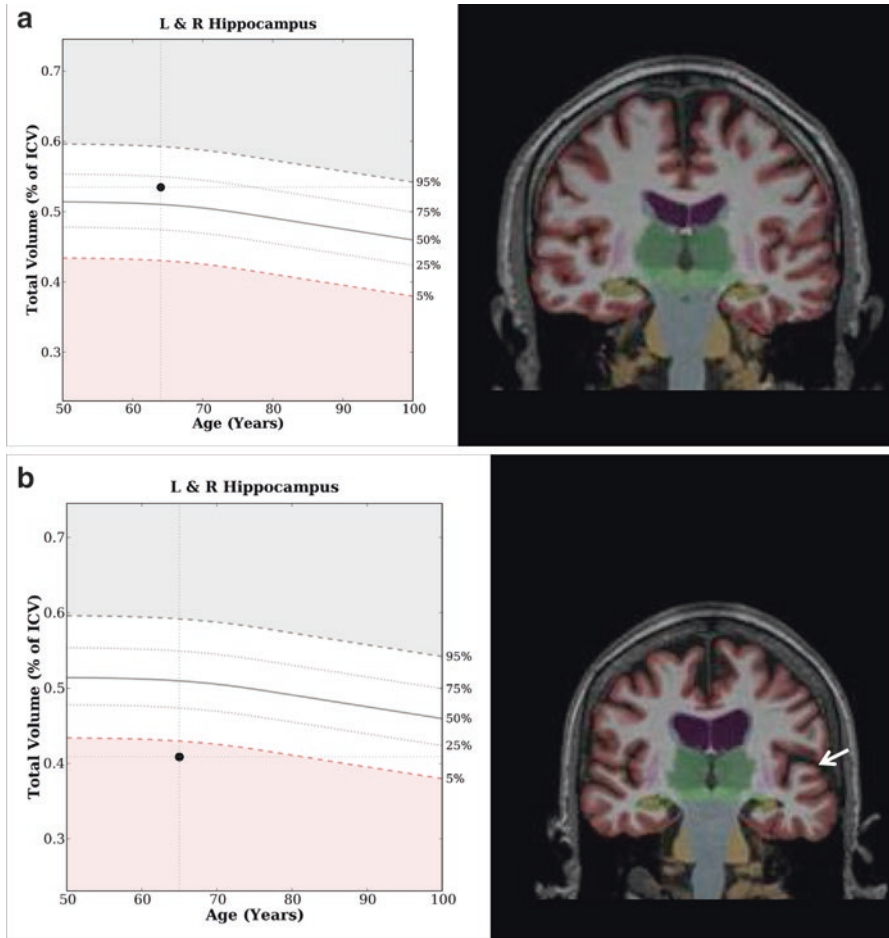 a
L & R Hippocampus
Total Volume (% of ICV)
0.7
0.6
0.5
0.4
0.3
95%
75%
50%
25%
5%
50 60 70 80 90 100
Age (Years)
b
L & R Hippocampus
Total Volume (% of ICV)
0.7
0.6
0.5
0.4
0.3
95%
75%
50%
25%
5%
50 60 70 80 90 100
Age (Years)